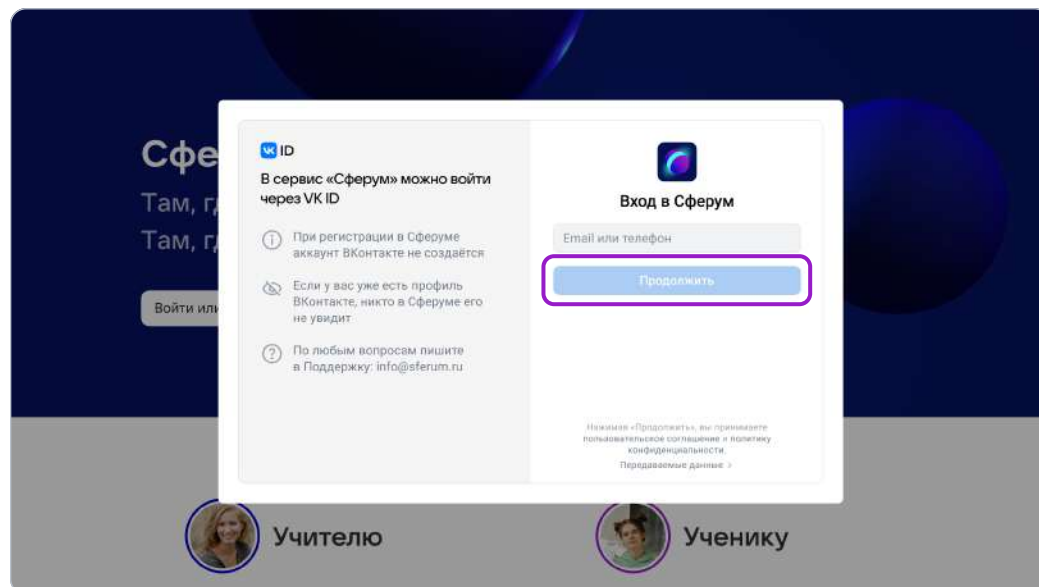 Сфе
Там, г
Там, г
Войти или
VK ID
В сервис «Сферум» можно войти
через VK ID
При регистрации в Сферуме
аккаунт ВКонтакте не создаётся
Если у вас уже есть профиль
ВКонтакте, никто в Сферуме его
не увидит
По любым вопросам пишите
в Поддержку: info@sferum.ru
Вход в Сферум
Email или телефон
Продолжить
Нажимая «Продолжить», вы принимаете
пользовательское соглашение и политику
конфиденциальности.
Передаваемые данные >
Учителю
Ученику